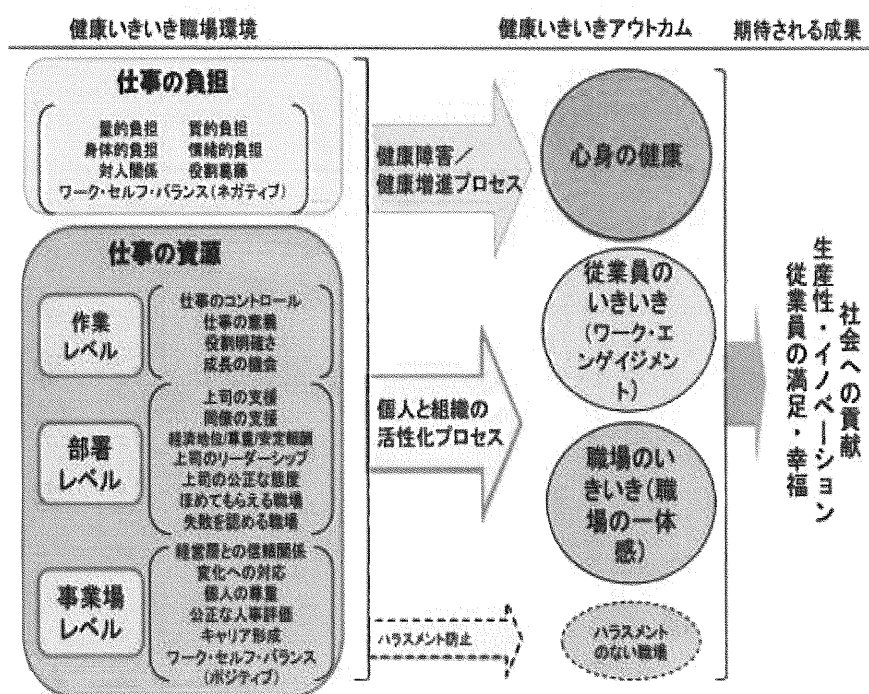 健康いきいき職場環境
健康いきいきアウトカム
期待される成果
仕事の負担
量的負担 質的負担
身体的負担 情緒的負担
対人関係 役割葛藤
ワーク・セルフ・バランス(ネガティブ)
仕事の資源
作業
レベル
仕事のコントロール
仕事の意義
役割明確さ
成長の機会
部署
レベル
上司の支援
同僚の支援
経済地位/尊重/安定報酬
上司のリーダーシップ
上司の公正な態度
ほめてもらえる職場
失敗を認める職場
事業場
レベル
経営層との信頼関係
変化への対応
個人の尊重
公正な人事評価
キャリア形成
ワーク・セルフ・バランス
(ポジティブ)
健康障害/
健康増進プロセス
個人と組織の
活性化プロセス
ハラスメント防止
心身の健康
従業員の
いきいき
(ワーク・エ
ンゲイジメン
ト)
職場のい
きいき(職
場の一体
感)
ハラスメント
のない職場
社会への貢献
生産性・イノベーション
従業員の満足・幸福